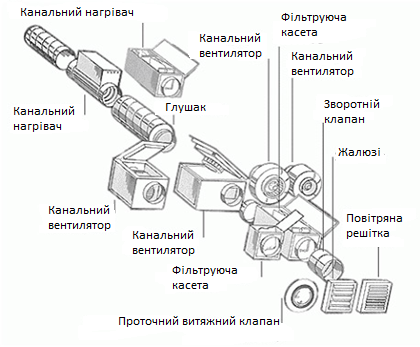 Канальний нагрівач
Канальний
вентилятор
Фільтруюча
касета
Канальний
вентилятор
Зворотній
клапан
Жалюзі
Канальний
нагрівач
Глушак
Канальний
вентилятор
Канальний
вентилятор
Фільтруюча
касета
Повітряна
решітка
Проточний витяжний клапан